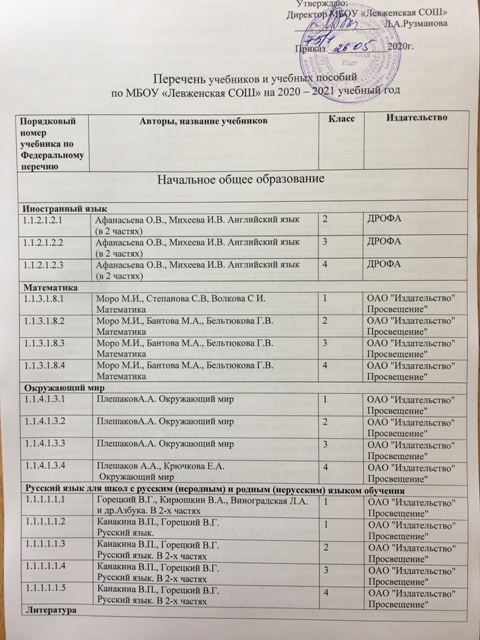 Утверждаю:
Директор МБОУ «Левженская СОШ»
Л.А.Рузманова
Приказ 75/1 26 05 2020г.
Перечень учебников и учебных пособий
по МБОУ «Левженская СОШ» на 2020 – 2021 учебный год
Порядковый номер учебника по Федеральному перечню Авторы, название учебников Класс Издательство
Начальное общее образование
Иностранный язык
1.1.2.1.2.1 Афанасьева О.В., Михеева И.В. Английский язык 2 ДРОФА
(в 2 частях)
1.1.2.1.2.2 Афанасьева О.В., Михеева И.В. Английский язык 3 ДРОФА
(в 2 частях)
1.1.2.1.2.3 Афанасьева О.В., Михеева И.В. Английский язык 4 ДРОФА
(в 2 частях)
Математика
1.1.3.1.8.1 Моро М.И., Степанова С.В, Волкова С И. 1 ОАО "Издательство"
Математика Просвещение"
1.1.3.1.8.2 Моро М.И., Бантова М.А., Бельтюкова Г.В. 2 ОАО "Издательство"
Математика Просвещение"
1.1.3.1.8.3 Моро М.И., Бантова М.А., Бельтюкова Г.В. 3 ОАО "Издательство"
Математика Просвещение"
1.1.3.1.8.4 Моро М.И., Бантова М.А., Бельтюкова Г.В. 4 ОАО "Издательство"
Математика Просвещение"
Окружающий мир
1.1.4.1.3.1 ПлешаковА.А. Окружающий мир 1 ОАО "Издательство"
Просвещение"
1.1.4.1.3.2 ПлешаковА.А. Окружающий мир 2 ОАО "Издательство"
Просвещение"
1.1.4.1.3.3 ПлешаковА.А. Окружающий мир 3 ОАО "Издательство"
Просвещение"
1.1.4.1.3.4 Плешаков А.А., Крючкова Е.А. 4 ОАО "Издательство"
Окружающий мир Просвещение"
Русский язык для школ с русским (неродным) и родным (нерусским) языком обучения
1.1.1.1.1.1 Горецкий В.Г., Кирюшкин В.А., Виноградская Л.А. 1 ОАО "Издательство"
и др.Азбука. В 2-х частях Просвещение"
1.1.1.1.1.2 Канакина В.П., Горецкий В.Г. 1 ОАО "Издательство"
Русский язык. Просвещение"
1.1.1.1.1.3 Канакина В.П., Горецкий В.Г. 2 ОАО "Издательство"
Русский язык. В 2-х частях Просвещение"
1.1.1.1.1.4 Канакина В.П., Горецкий В.Г. 3 ОАО "Издательство"
Русский язык. В 2-х частях Просвещение"
1.1.1.1.1.5 Канакина В.П., Горецкий В.Г. 4 ОАО "Издательство"
Русский язык. В 2-х частях Просвещение"
Литература